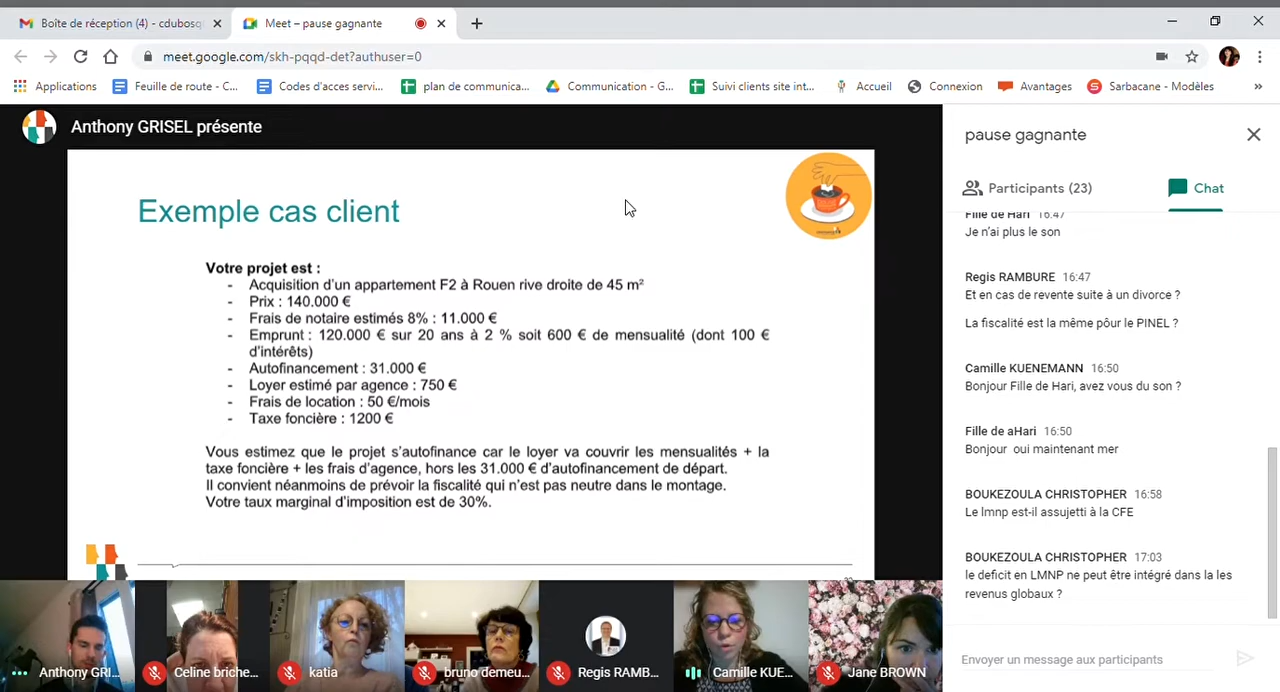 Boîte de réception (4) - cdubosq
Meet – pause gagnante
meet.google.com/skh-pqqd-det?authuser=0
Applications
Feuille de route - C...
Codes d'acces servi...
plan de communica...
Communication - G...
Suivi clients site int...
Accueil
Connexion
Avantages
Sarbacane - Modèles
Anthony GRISEL présente
Exemple cas client
Votre projet est :
- Acquisition d'un appartement F2 à Rouen rive droite de 45 m²
- Prix : 140.000 €
- Frais de notaire estimés 8% : 11.000 €
- Emprunt : 120.000 € sur 20 ans à 2 % soit 600 € de mensualité (dont 100 €
d'intérêts)
- Autofinancement : 31.000 €
- Loyer estimé par agence : 750 €
- Frais de location : 50 €/mois
- Taxe foncière : 1200 €
Vous estimez que le projet s'autofinance car le loyer va couvrir les mensualités + la
taxe foncière + les frais d'agence, hors les 31.000 € d'autofinancement de départ.
Il convient néanmoins de prévoir la fiscalité qui n'est pas neutre dans le montage.
Votre taux marginal d'imposition est de 30%.
Anthony GRI...
Celine briche...
katia
bruno demeu...
Regis RAMB...
Camille KUE...
Jane BROWN
pause gagnante
Participants (23)
Chat
Fille de Hari 16:47
Je n'ai plus le son
Regis RAMBURE 16:47
Et en cas de revente suite à un divorce ?
La fiscalité est la même pôur le PINEL ?
Camille KUENEMANN 16:50
Bonjour Fille de Hari, avez vous du son ?
Fille de aHari 16:50
Bonjour oui maintenant mer
BOUKEZOULA CHRISTOPHER 16:58
Le lmnp est-il assujetti à la CFE
BOUKEZOULA CHRISTOPHER 17:03
le deficit en LMNP ne peut être intégré dans la les
revenus globaux ?
Envoyer un message aux participants